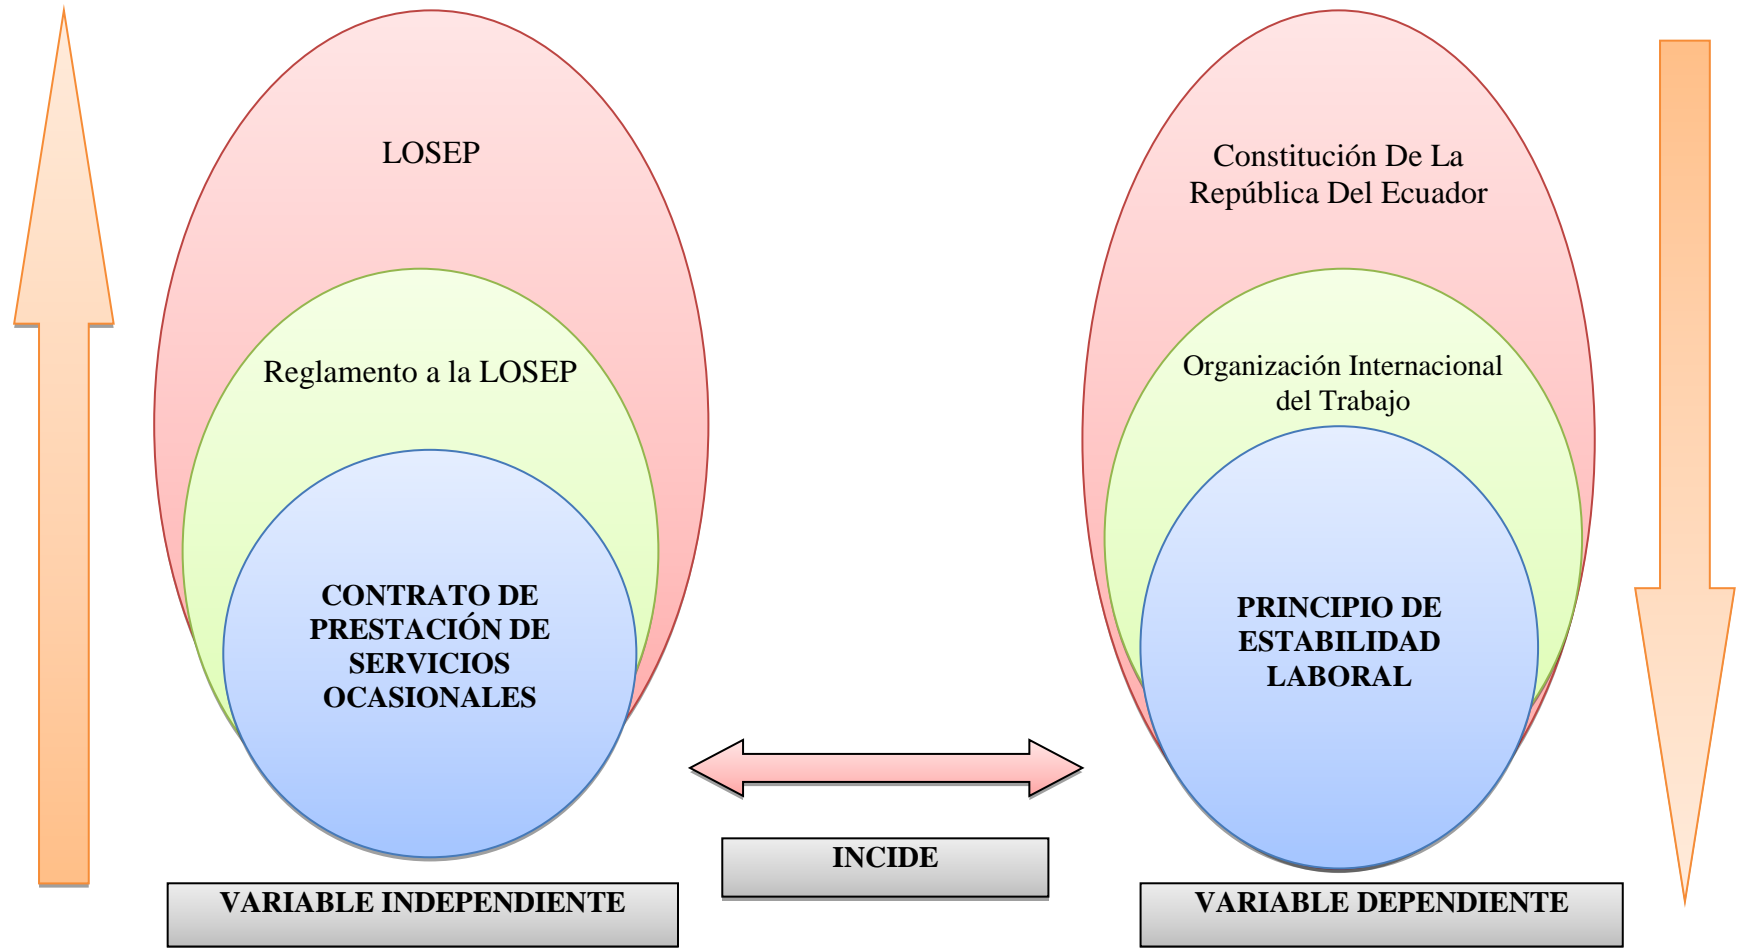 LOSEP
Reglamento a la LOSEP
CONTRATO DE
PRESTACIÓN DE
SERVICIOS
OCASIONALES
VARIABLE INDEPENDIENTE
INCIDE
Constitución De La
República Del Ecuador
Organización Internacional
del Trabajo
PRINCIPIO DE
ESTABILIDAD
LABORAL
VARIABLE DEPENDIENTE